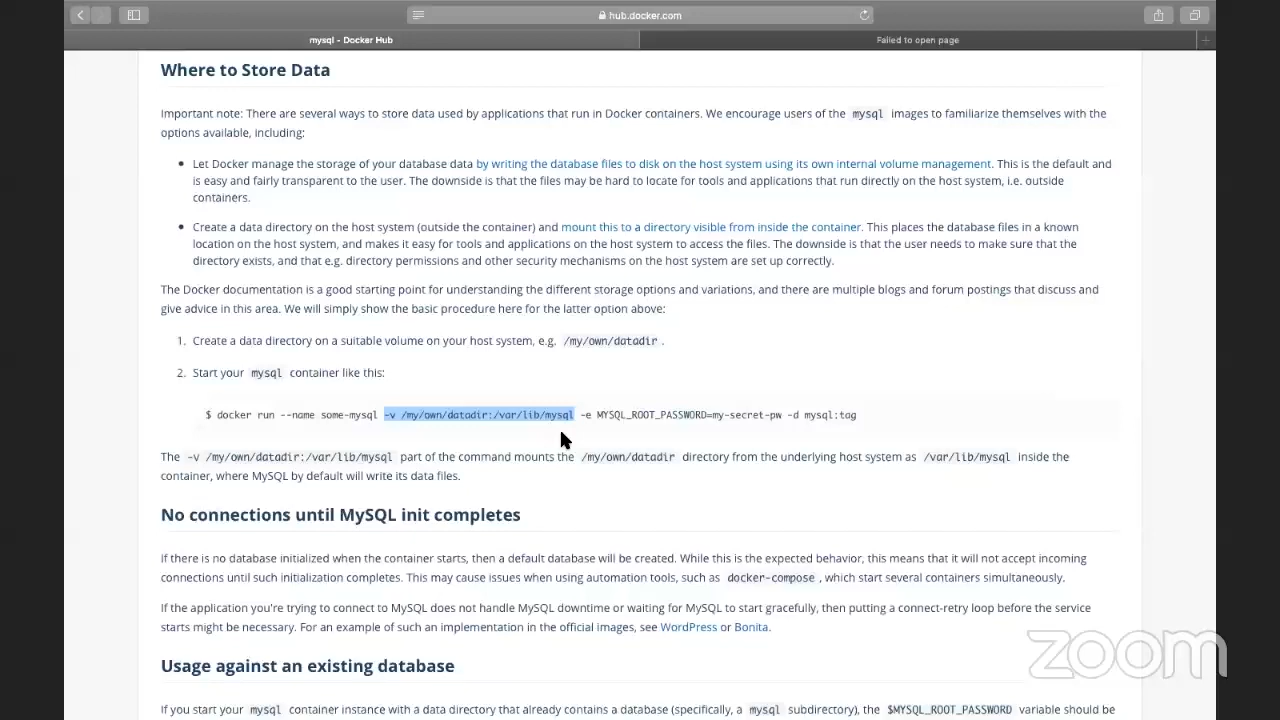 hub.docker.com
mysql - Docker Hub
Failed to open page
Where to Store Data
Important note: There are several ways to store data used by applications that run in Docker containers. We encourage users of the mysql images to familiarize themselves with the
options available, including:
• Let Docker manage the storage of your database data by writing the database files to disk on the host system using its own internal volume management. This is the default and
is easy and fairly transparent to the user. The downside is that the files may be hard to locate for tools and applications that run directly on the host system, i.e. outside
containers.
• Create a data directory on the host system (outside the container) and mount this to a directory visible from inside the container. This places the database files in a known
location on the host system, and makes it easy for tools and applications on the host system to access the files. The downside is that the user needs to make sure that the
directory exists, and that e.g. directory permissions and other security mechanisms on the host system are set up correctly.
The Docker documentation is a good starting point for understanding the different storage options and variations, and there are multiple blogs and forum postings that discuss and
give advice in this area. We will simply show the basic procedure here for the latter option above:
1. Create a data directory on a suitable volume on your host system, e.g. /my/own/datadir .
2. Start your mysql container like this:
$ docker run --name some-mysql -v /my/own/datadir:/var/lib/mysql -e MYSQL_ROOT_PASSWORD=my-secret-pw -d mysql:tag
The -v /my/own/datadir:/var/lib/mysql part of the command mounts the /my/own/datadir directory from the underlying host system as /var/lib/mysql inside the
container, where MySQL by default will write its data files.
No connections until MySQL init completes
If there is no database initialized when the container starts, then a default database will be created. While this is the expected behavior, this means that it will not accept incoming
connections until such initialization completes. This may cause issues when using automation tools, such as docker-compose , which start several containers simultaneously.
If the application you're trying to connect to MySQL does not handle MySQL downtime or waiting for MySQL to start gracefully, then putting a connect-retry loop before the service
starts might be necessary. For an example of such an implementation in the official images, see WordPress or Bonita.
zoom
Usage against an existing database
If you start your mysql container instance with a data directory that already contains a database (specifically, a mysql subdirectory), the $MYSQL_ROOT_PASSWORD variable should be